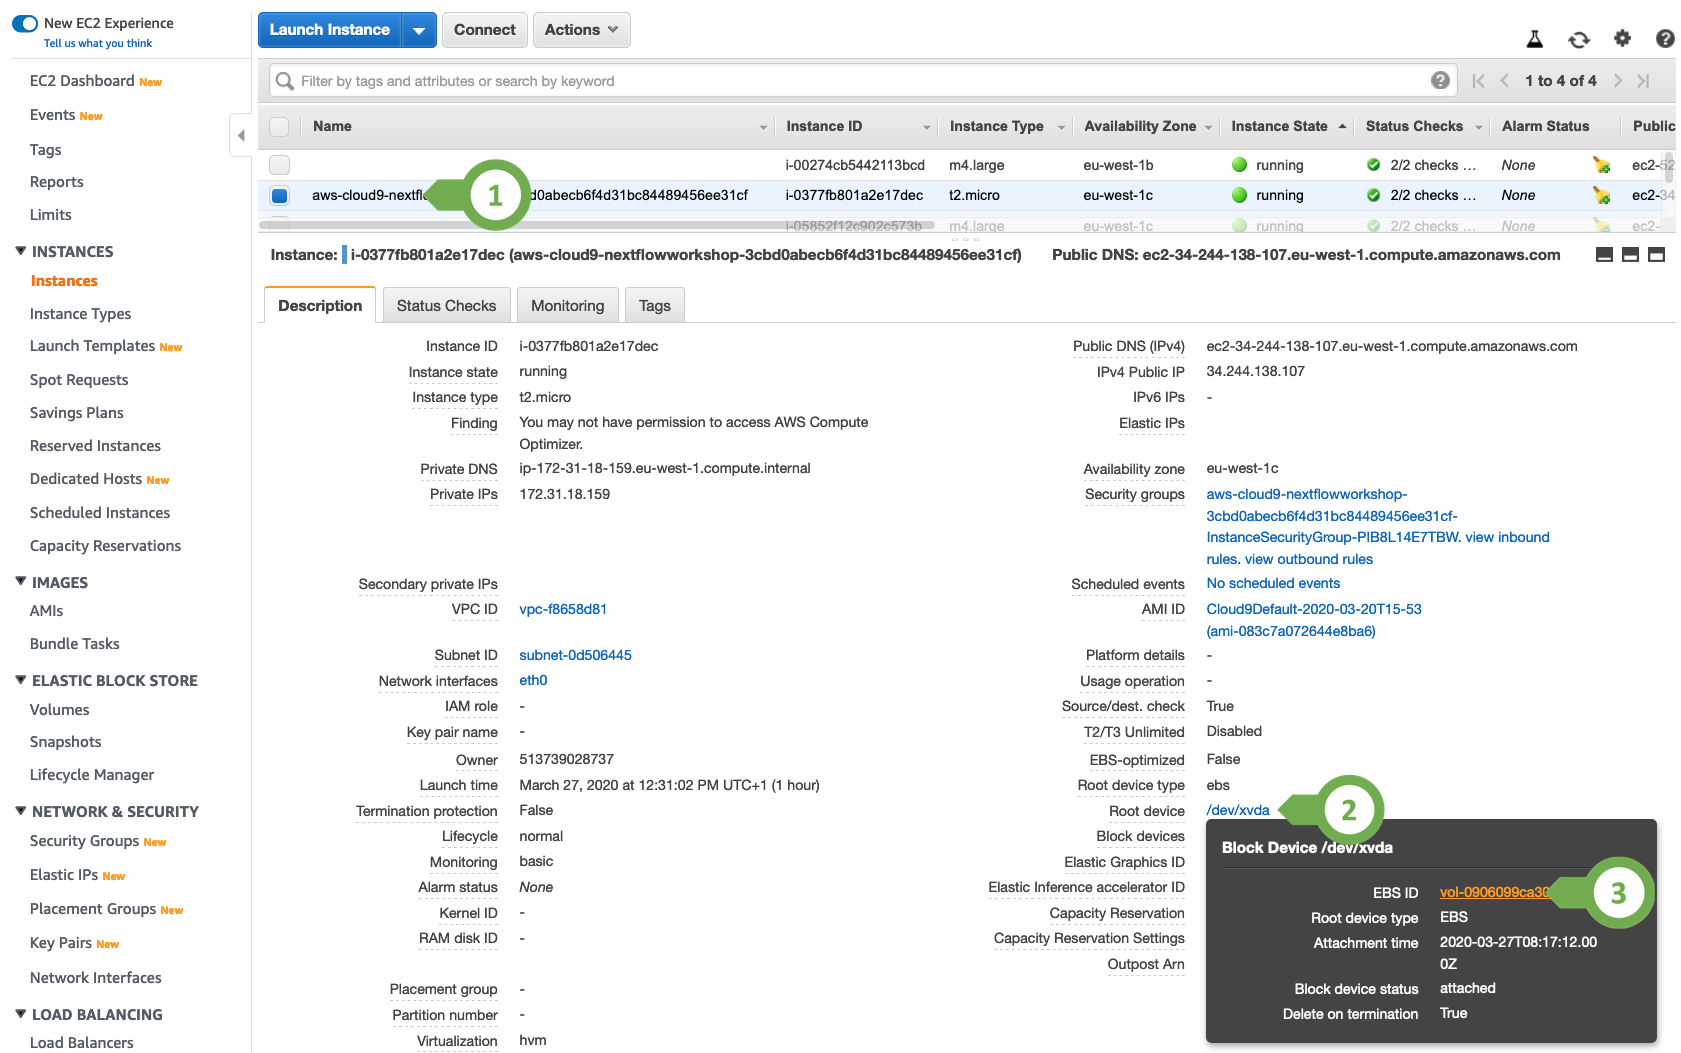 New EC2 Experience
Tell us what you think
EC2 Dashboard New
Events New
Tags
Reports
Limits
INSTANCES
Instances
Instance Types
Launch Templates New
Spot Requests
Savings Plans
Reserved Instances
Dedicated Hosts New
Scheduled Instances
Capacity Reservations
IMAGES
AMIs
Bundle Tasks
ELASTIC BLOCK STORE
Volumes
Snapshots
Lifecycle Manager
NETWORK & SECURITY
Security Groups New
Elastic IPs New
Placement Groups New
Key Pairs New
Network Interfaces
LOAD BALANCING
Load Balancers
Launch Instance Connect Actions
Filter by tags and attributes or search by keyword
1 to 4 of 4
Name Instance ID Instance Type Availability Zone Instance State Status Checks Alarm Status Public
i-00274cb5442113bcd m4.large eu-west-1b running 2/2 checks ... None ec2-52
aws-cloud9-nextfl 1 d0abecb6f4d31bc84489456ee31cf i-0377fb801a2e17dec t2.micro eu-west-1c running 2/2 checks ... None ec2-34
i-05852f12c902c573b m4.large eu-west-1b running 2/2 checks ... None ec2-
Instance: i-0377fb801a2e17dec (aws-cloud9-nextflowworkshop-3cbd0abecb6f4d31bc84489456ee31cf) Public DNS: ec2-34-244-138-107.eu-west-1.compute.amazonaws.com
Description Status Checks Monitoring Tags
Instance ID i-0377fb801a2e17dec
Instance state running
Instance type t2.micro
Finding You may not have permission to access AWS Compute
Optimizer.
Private DNS ip-172-31-18-159.eu-west-1.compute.internal
Private IPs 172.31.18.159
Secondary private IPs
VPC ID vpc-f8658d81
Subnet ID subnet-0d506445
Network interfaces eth0
IAM role -
Key pair name -
Owner 513739028737
Launch time March 27, 2020 at 12:31:02 PM UTC+1 (1 hour)
Termination protection False
Lifecycle normal
Monitoring basic
Alarm status None
Kernel ID -
RAM disk ID -
Placement group -
Partition number -
Virtualization hvm
Public DNS (IPv4) ec2-34-244-138-107.eu-west-1.compute.amazonaws.com
IPv4 Public IP 34.244.138.107
IPv6 IPs -
Elastic IPs
Availability zone eu-west-1c
Security groups aws-cloud9-nextflowworkshop-
3cbd0abecb6f4d31bc84489456ee31cf-
InstanceSecurityGroup-PIB8L14E7TBW. view inbound
rules. view outbound rules
Scheduled events No scheduled events
AMI ID Cloud9Default-2020-03-20T15-53
(ami-083c7a072644e8ba6)
Platform details -
Usage operation -
Source/dest. check True
T2/T3 Unlimited Disabled
EBS-optimized False
Root device type ebs
Root device /dev/xvda 2
Block devices
Elastic Graphics ID
Elastic Inference accelerator ID
Capacity Reservation
Capacity Reservation Settings
Outpost Arn
Block Device /dev/xvda
EBS ID vol-0906099ca30 3
Root device type EBS
Attachment time 2020-03-27T08:17:12.00
0Z
Block device status attached
Delete on termination True